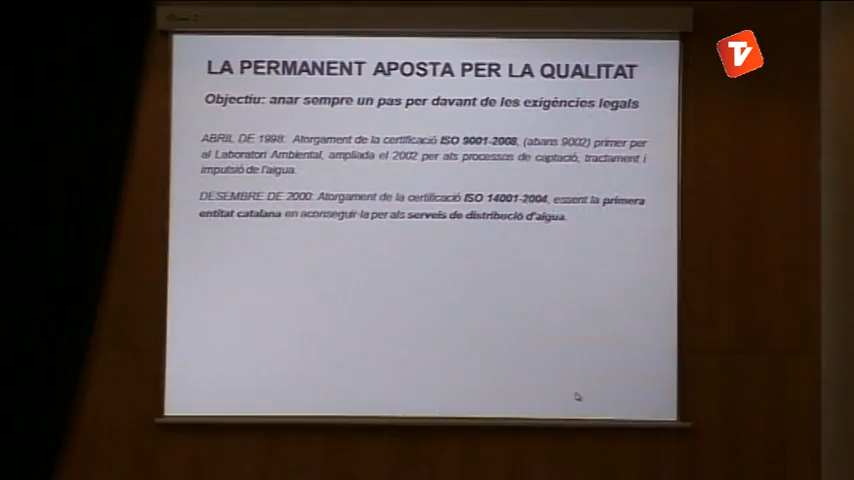 LA PERMANENT APOSTA PER LA QUALITAT
Objectiu: anar sempre un pas per davant de les exigències legals
ABRIL DE 1998: Atorgament de la certificació ISO 9001-2008, (abans 9002) primer per
al Laboratori Ambiental, ampliada el 2002 per als processos de captació, tractament i
impulsió de l'aigua.
DESEMBRE DE 2000: Atorgament de la certificació ISO 14001-2004, essent la primera
entitat catalana en aconseguir-la per als serveis de distribució d'aigua.
TV